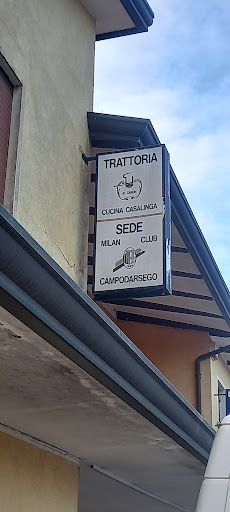 TRATTORIA
CUCINA CASALINGA
SEDE
MILAN CLUB
CAMPODARSEGO